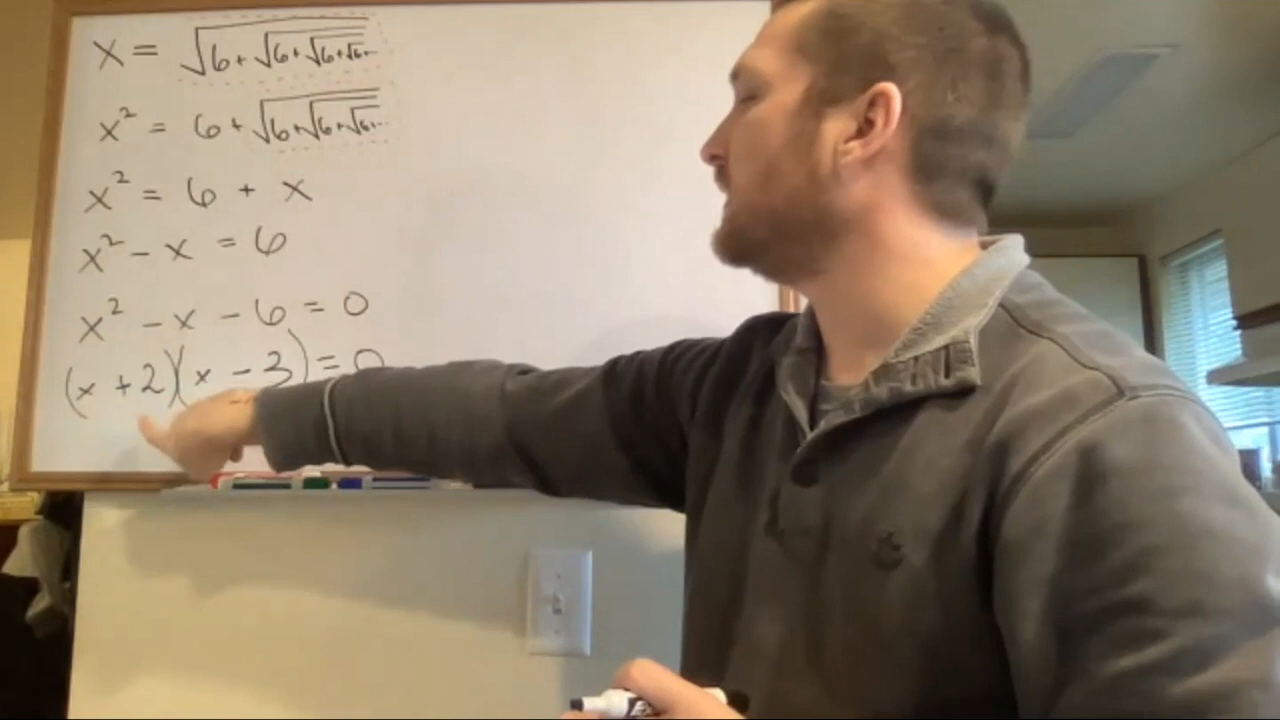 x = √6+√6+√6+√6+...
x² = 6+√6+√6+√6+...
x² = 6 + x
x² - x = 6
x² - x - 6 = 0
(x + 2)(x - 3) = 0